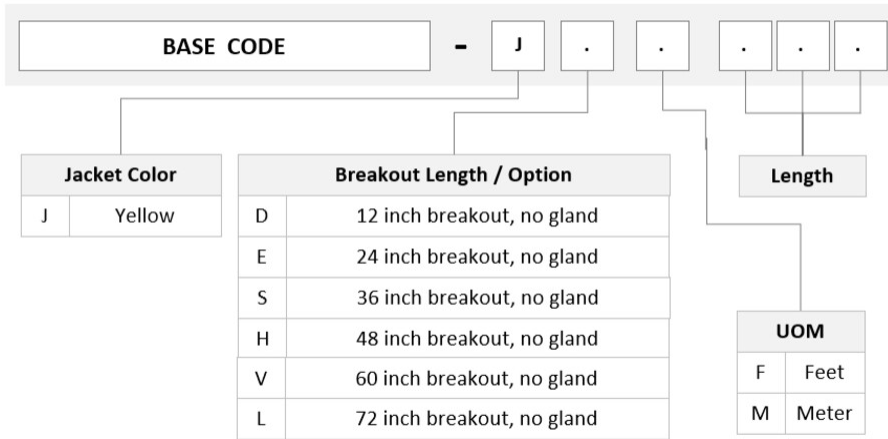 BASE CODE - J . . . . .
Jacket Color
J Yellow
Breakout Length / Option
D 12 inch breakout, no gland
E 24 inch breakout, no gland
S 36 inch breakout, no gland
H 48 inch breakout, no gland
V 60 inch breakout, no gland
L 72 inch breakout, no gland
Length
UOM
F Feet
M Meter